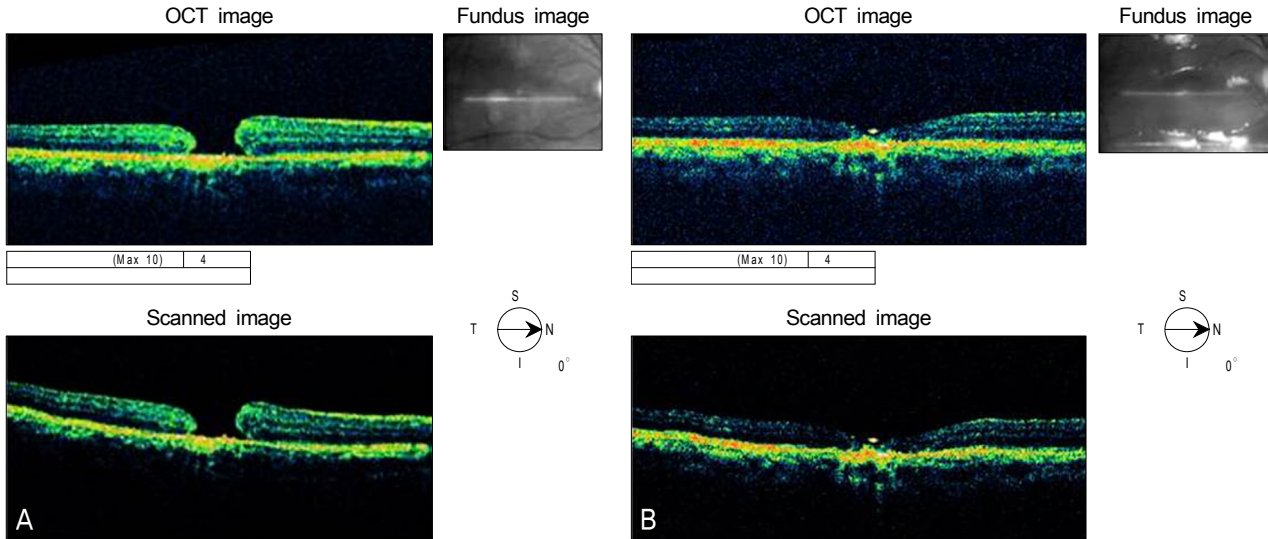 OCT image
Fundus image
(Max 10) 4
Scanned image
S
T N
I
0°
A
OCT image
Fundus image
(Max 10) 4
Scanned image
S
T N
I
0°
B